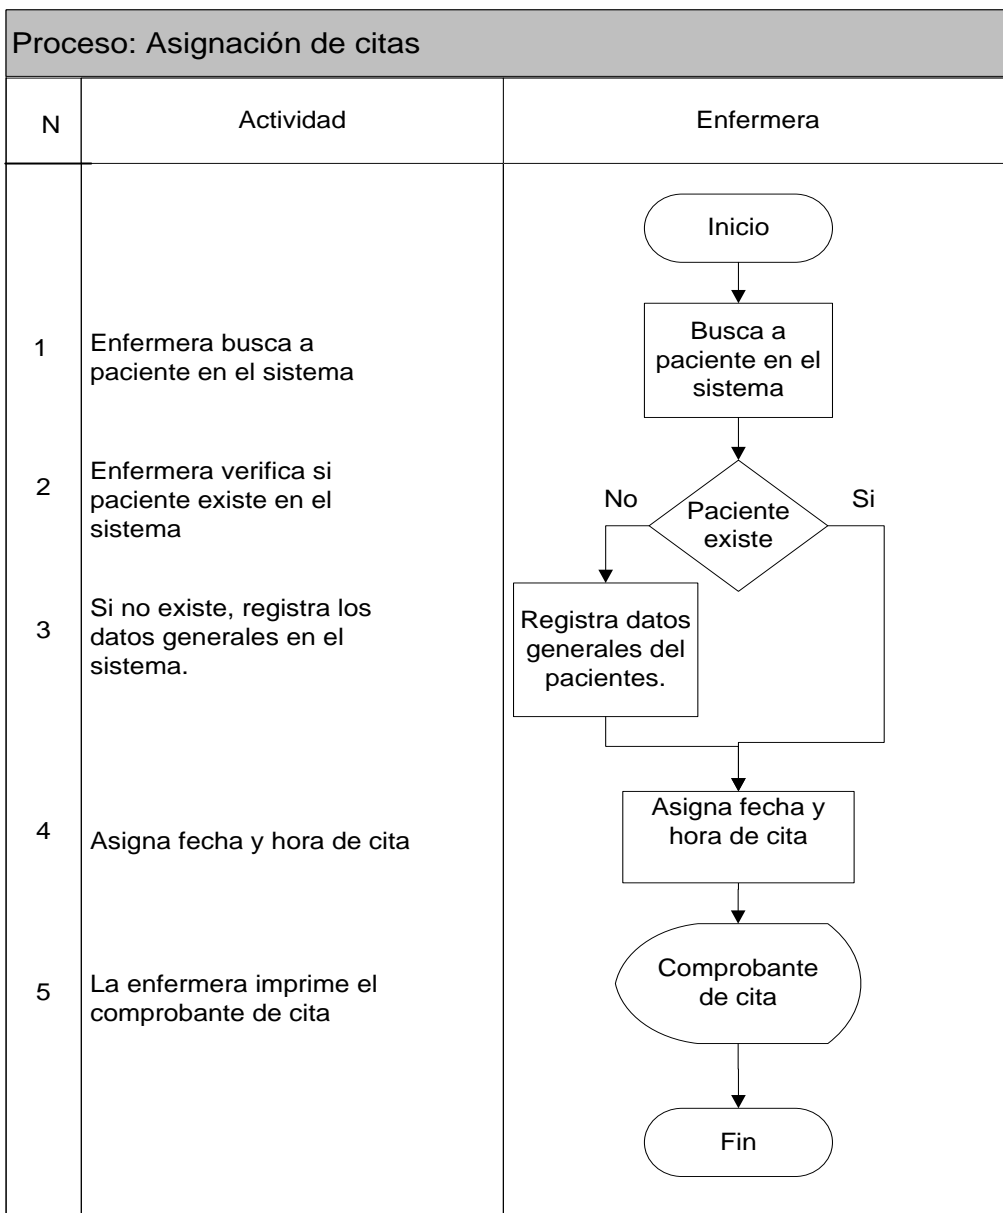 Proceso: Asignación de citas
N
Actividad
Enfermera
Inicio
1
Enfermera busca a
paciente en el sistema
Busca a
paciente en el
sistema
2
Enfermera verifica si
paciente existe en el
sistema
No
Si
Paciente
existe
3
Si no existe, registra los
datos generales en el
sistema.
Registra datos
generales del
pacientes.
4
Asigna fecha y hora de cita
Asigna fecha y
hora de cita
5
La enfermera imprime el
comprobante de cita
Comprobante
de cita
Fin